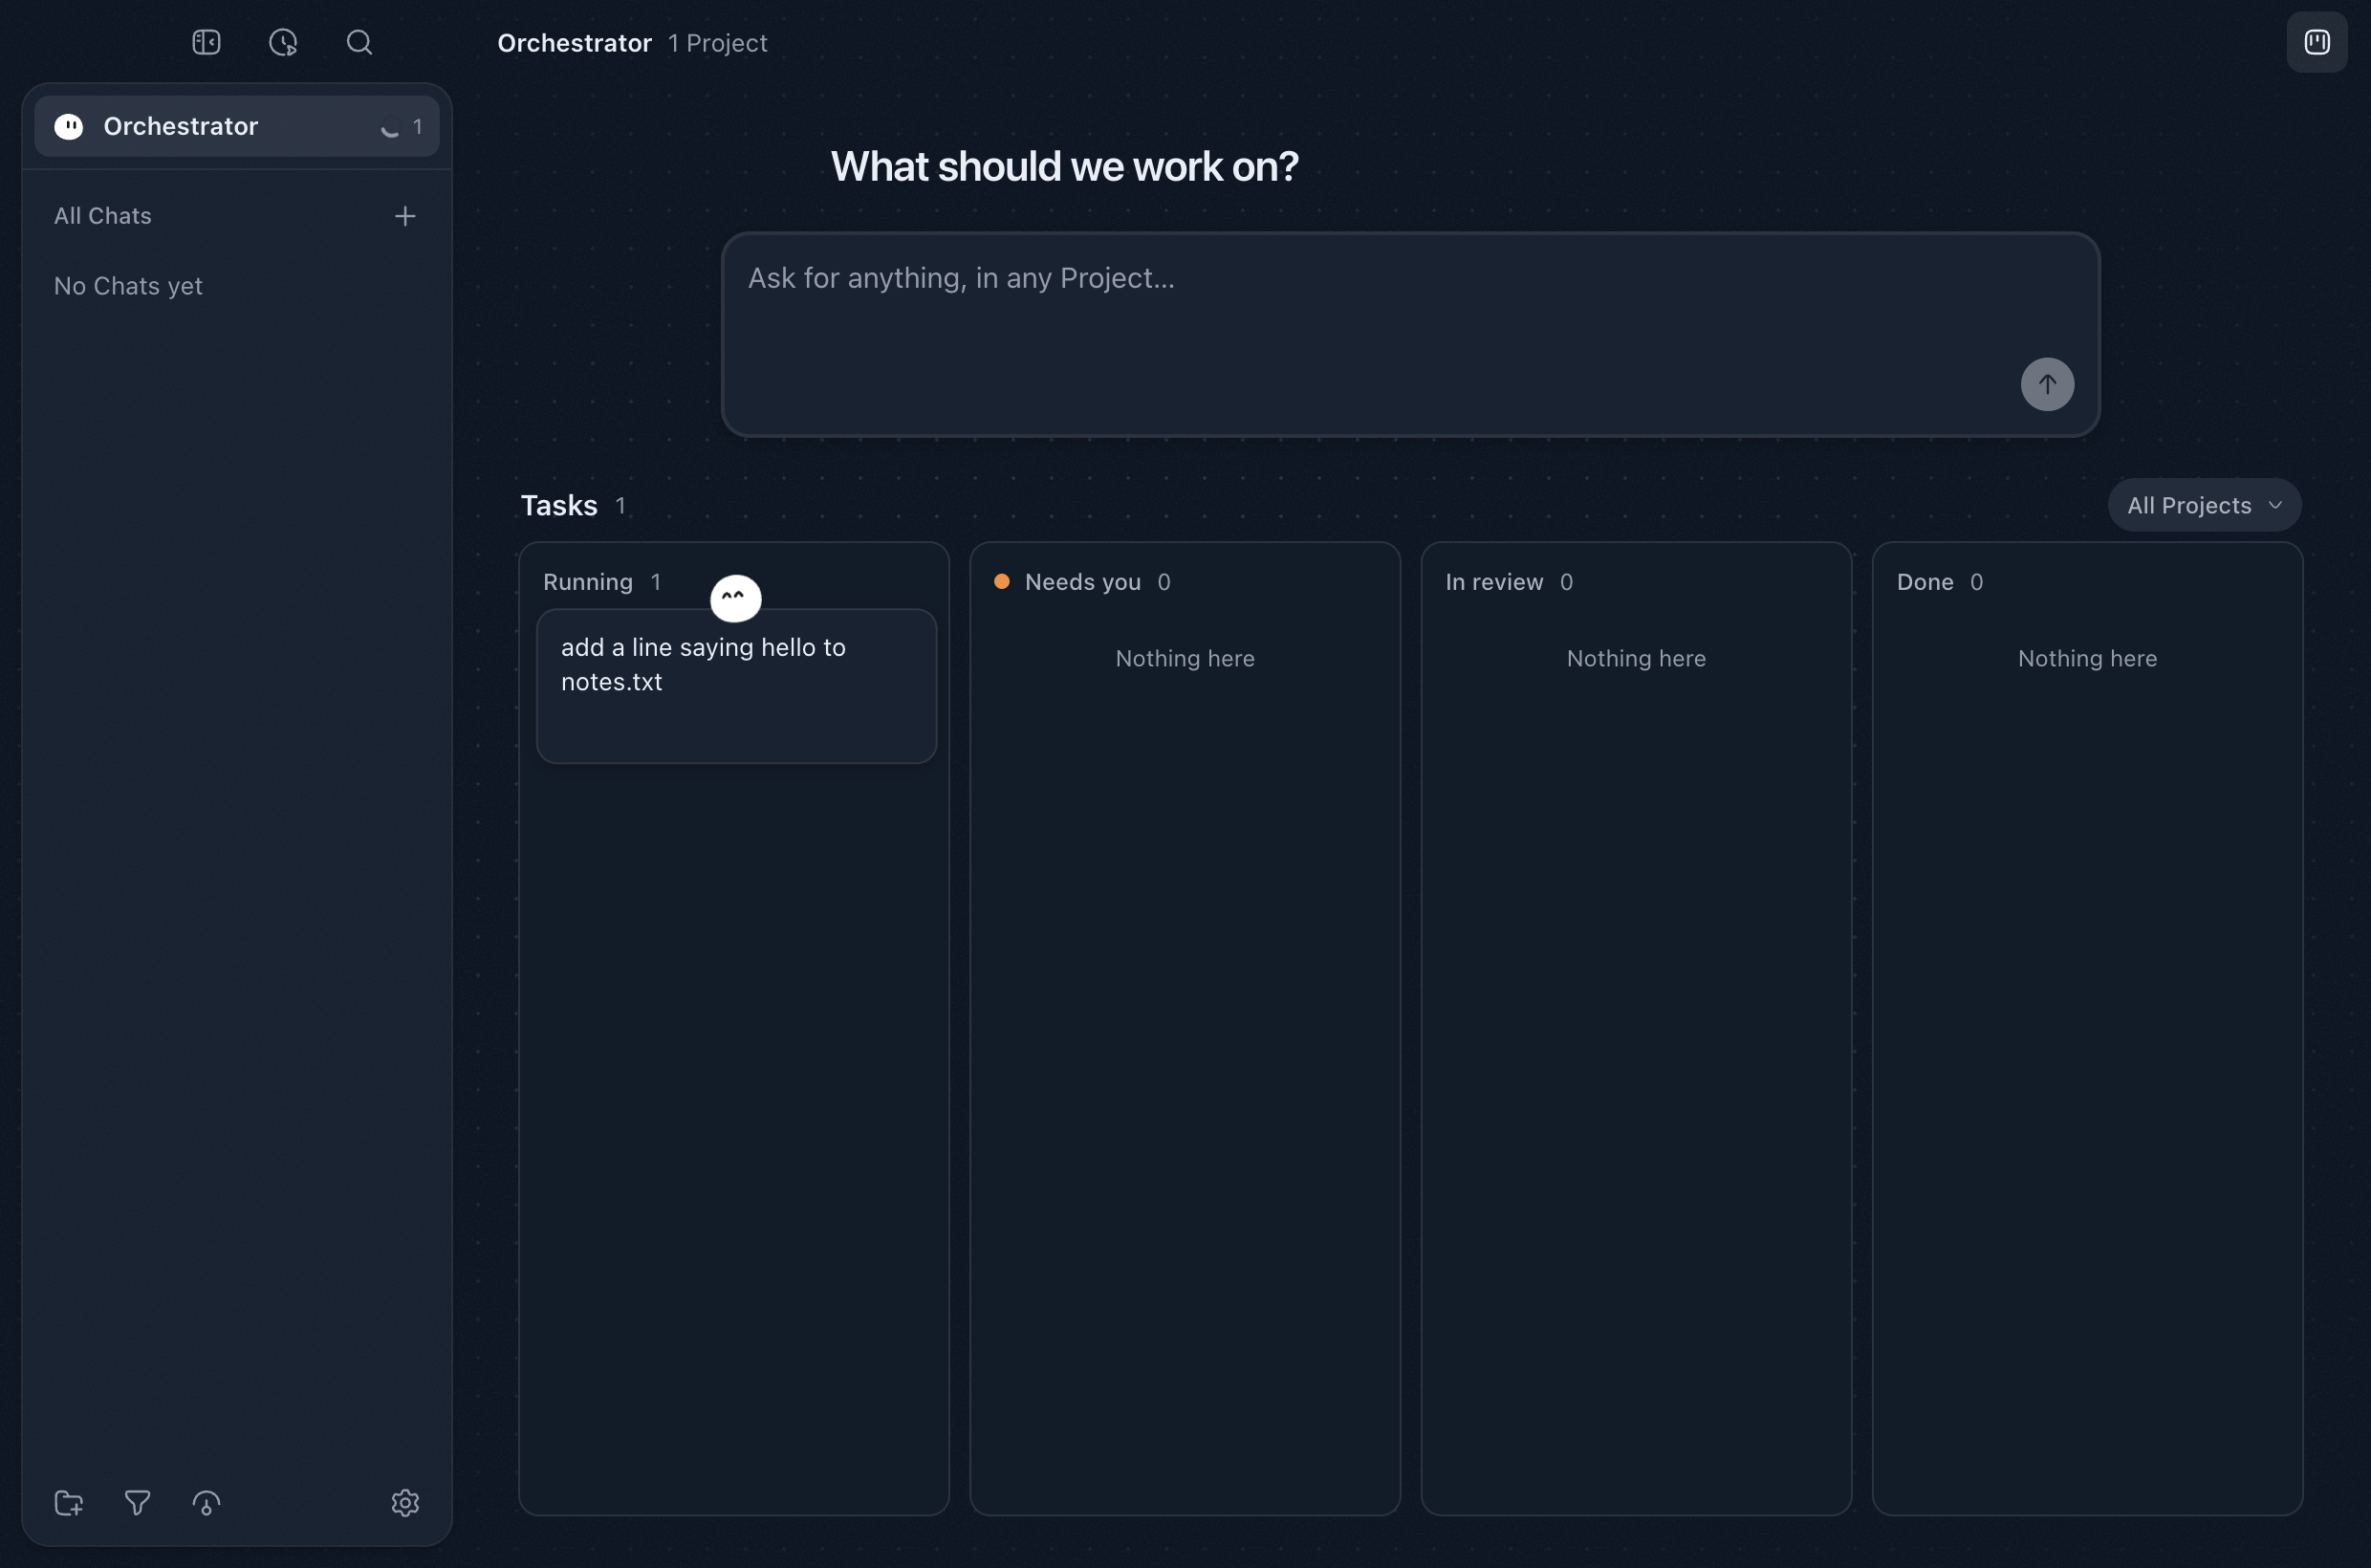 Orchestrator 1 Project
Orchestrator 1
All Chats
No Chats yet
What should we work on?
Ask for anything, in any Project...
Tasks 1
All Projects
Running 1
add a line saying hello to
notes.txt
Needs you 0
Nothing here
In review 0
Nothing here
Done 0
Nothing here